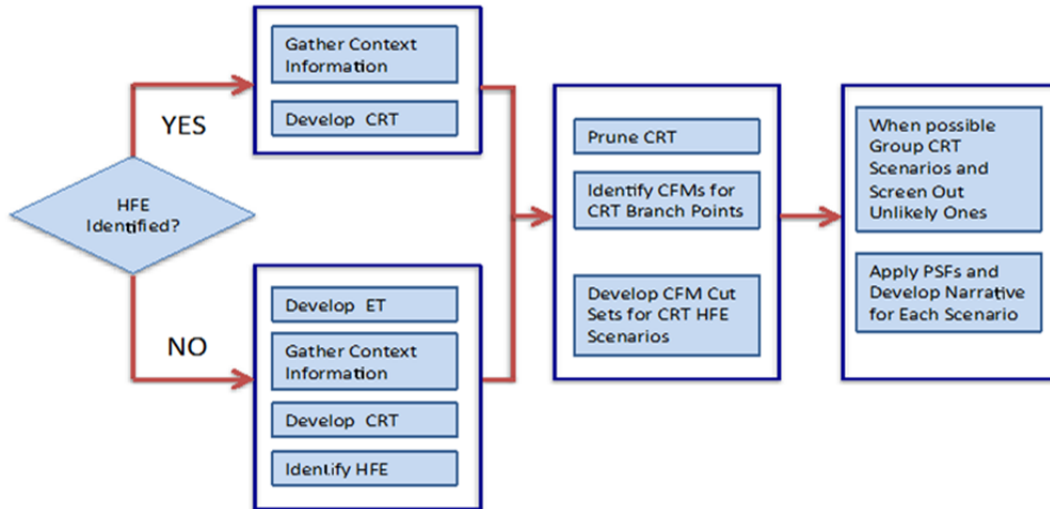 Gather Context
Information
Develop CRT
YES
HFE
Identified?
NO
Develop ET
Gather Context
Information
Develop CRT
Identify HFE
Prune CRT
Identify CFMs for
CRT Branch Points
Develop CFM Cut
Sets for CRT HFE
Scenarios
When possible
Group CRT
Scenarios and
Screen Out
Unlikely Ones
Apply PSFs and
Develop Narrative
for Each Scenario